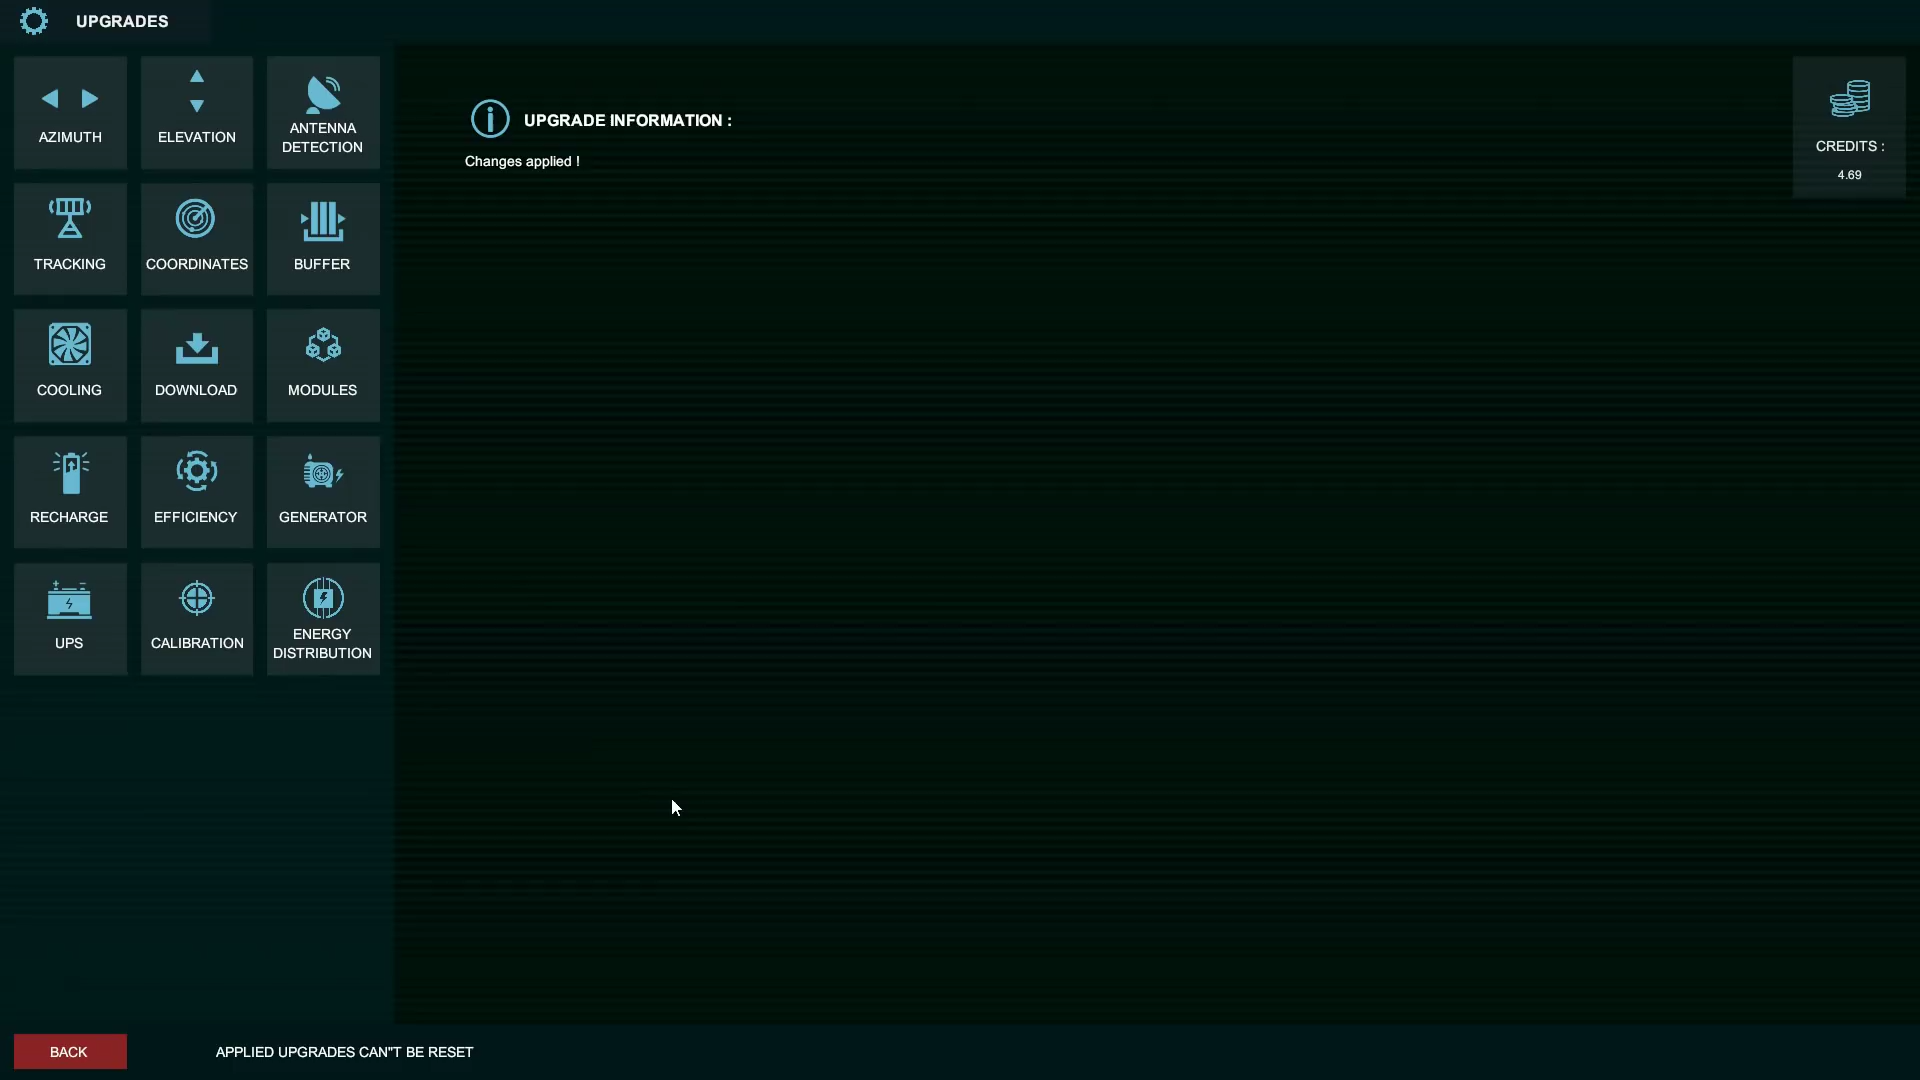 UPGRADES
AZIMUTH
ELEVATION
ANTENNA
DETECTION
UPGRADE INFORMATION :
Changes applied !
CREDITS :
4.69
TRACKING
COORDINATES
BUFFER
COOLING
DOWNLOAD
MODULES
RECHARGE
EFFICIENCY
GENERATOR
UPS
CALIBRATION
ENERGY
DISTRIBUTION
BACK
APPLIED UPGRADES CAN"T BE RESET